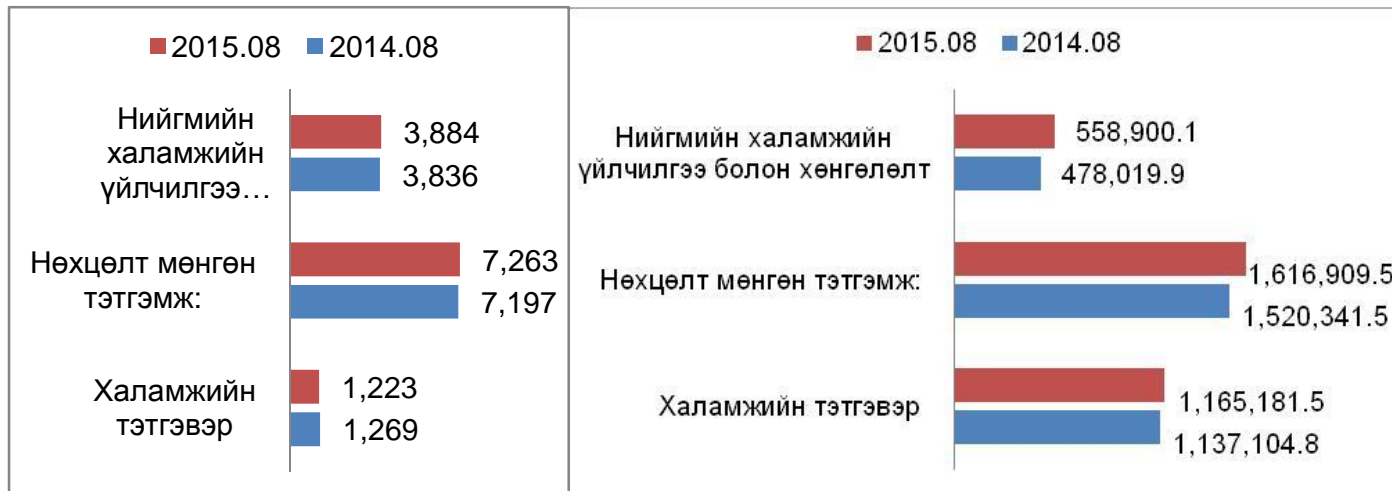 2015.08 2014.08
Нийгмийн
халамжийн
үйлчилгээ…
3,884
3,836
Нөхцөлт мөнгөн
тэтгэмж:
7,263
7,197
Халамжийн
тэтгэвэр
1,223
1,269
2015.08 2014.08
Нийгмийн халамжийн
үйлчилгээ болон хөнгөлөлт
558,900.1
478,019.9
Нөхцөлт мөнгөн тэтгэмж:
1,616,909.5
1,520,341.5
Халамжийн тэтгэвэр
1,165,181.5
1,137,104.8